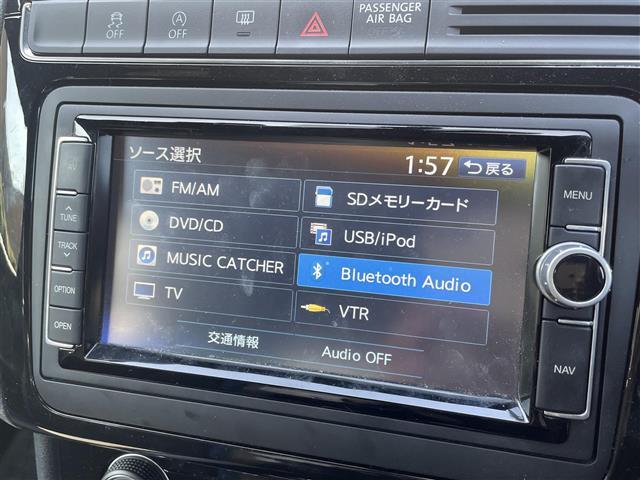 OFF
OFF
PASSENGER
AIR BAG
ソース選択
1:57
戻る
FM/AM
SDメモリーカード
DVD/CD
USB/iPod
MUSIC CATCHER
Bluetooth Audio
TV
VTR
交通情報
Audio OFF
AV
TUNE
TRACK
OPTION
OPEN
MENU
NAV